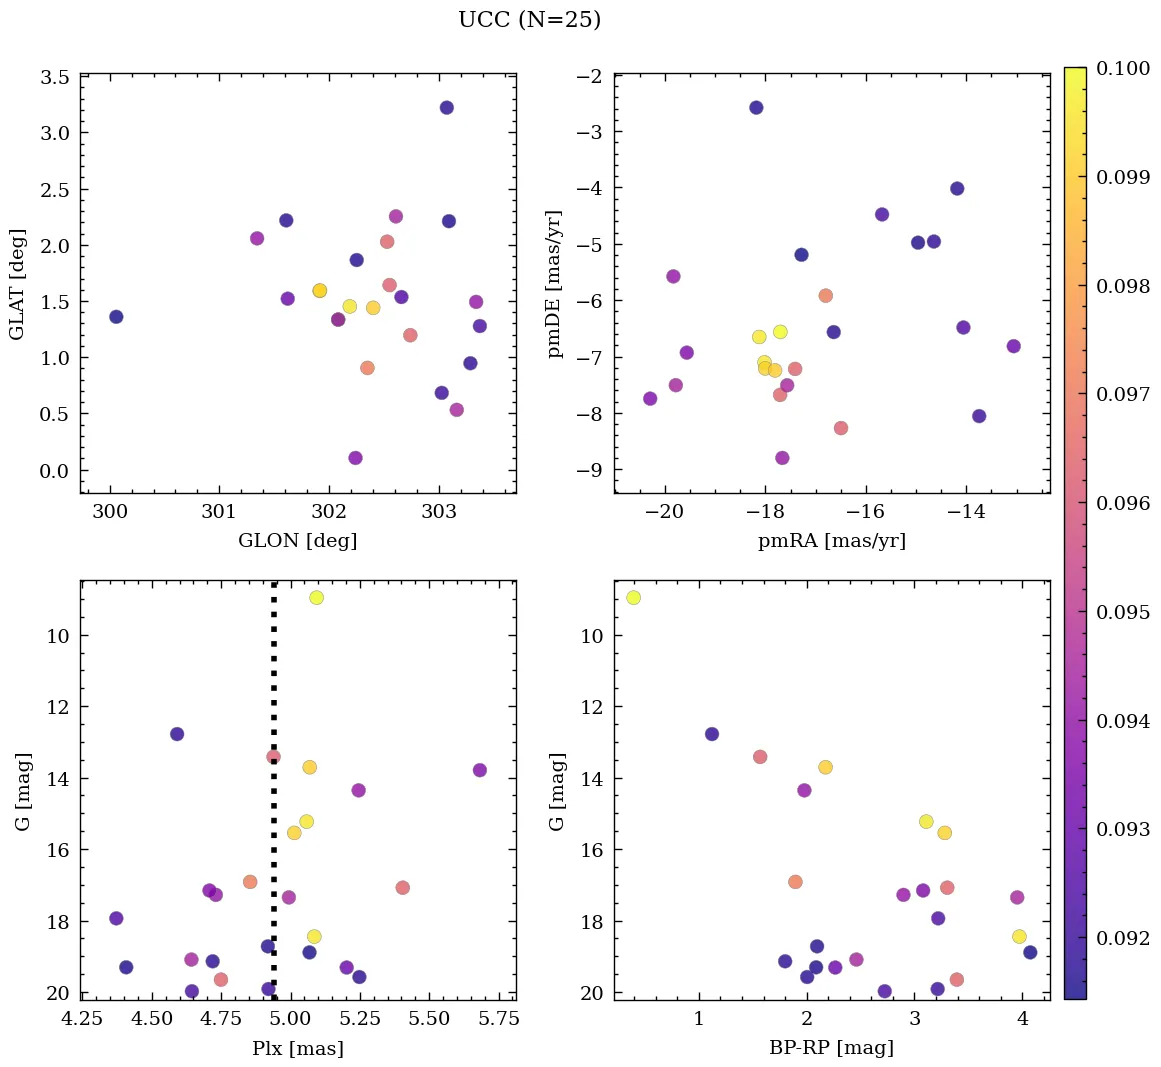 UCC (N=25)
3.5
3.0
2.5
2.0
1.5
1.0
0.5
0.0
GLAT [deg]
300 301 302 303
GLON [deg]
−2
−3
−4
−5
−6
−7
−8
−9
pmDE [mas/yr]
−20 −18 −16 −14
pmRA [mas/yr]
10
12
14
16
18
20
G [mag]
4.25 4.50 4.75 5.00 5.25 5.50 5.75
Plx [mas]
10
12
14
16
18
20
G [mag]
1 2 3 4
BP-RP [mag]
0.100
0.099
0.098
0.097
0.096
0.095
0.094
0.093
0.092